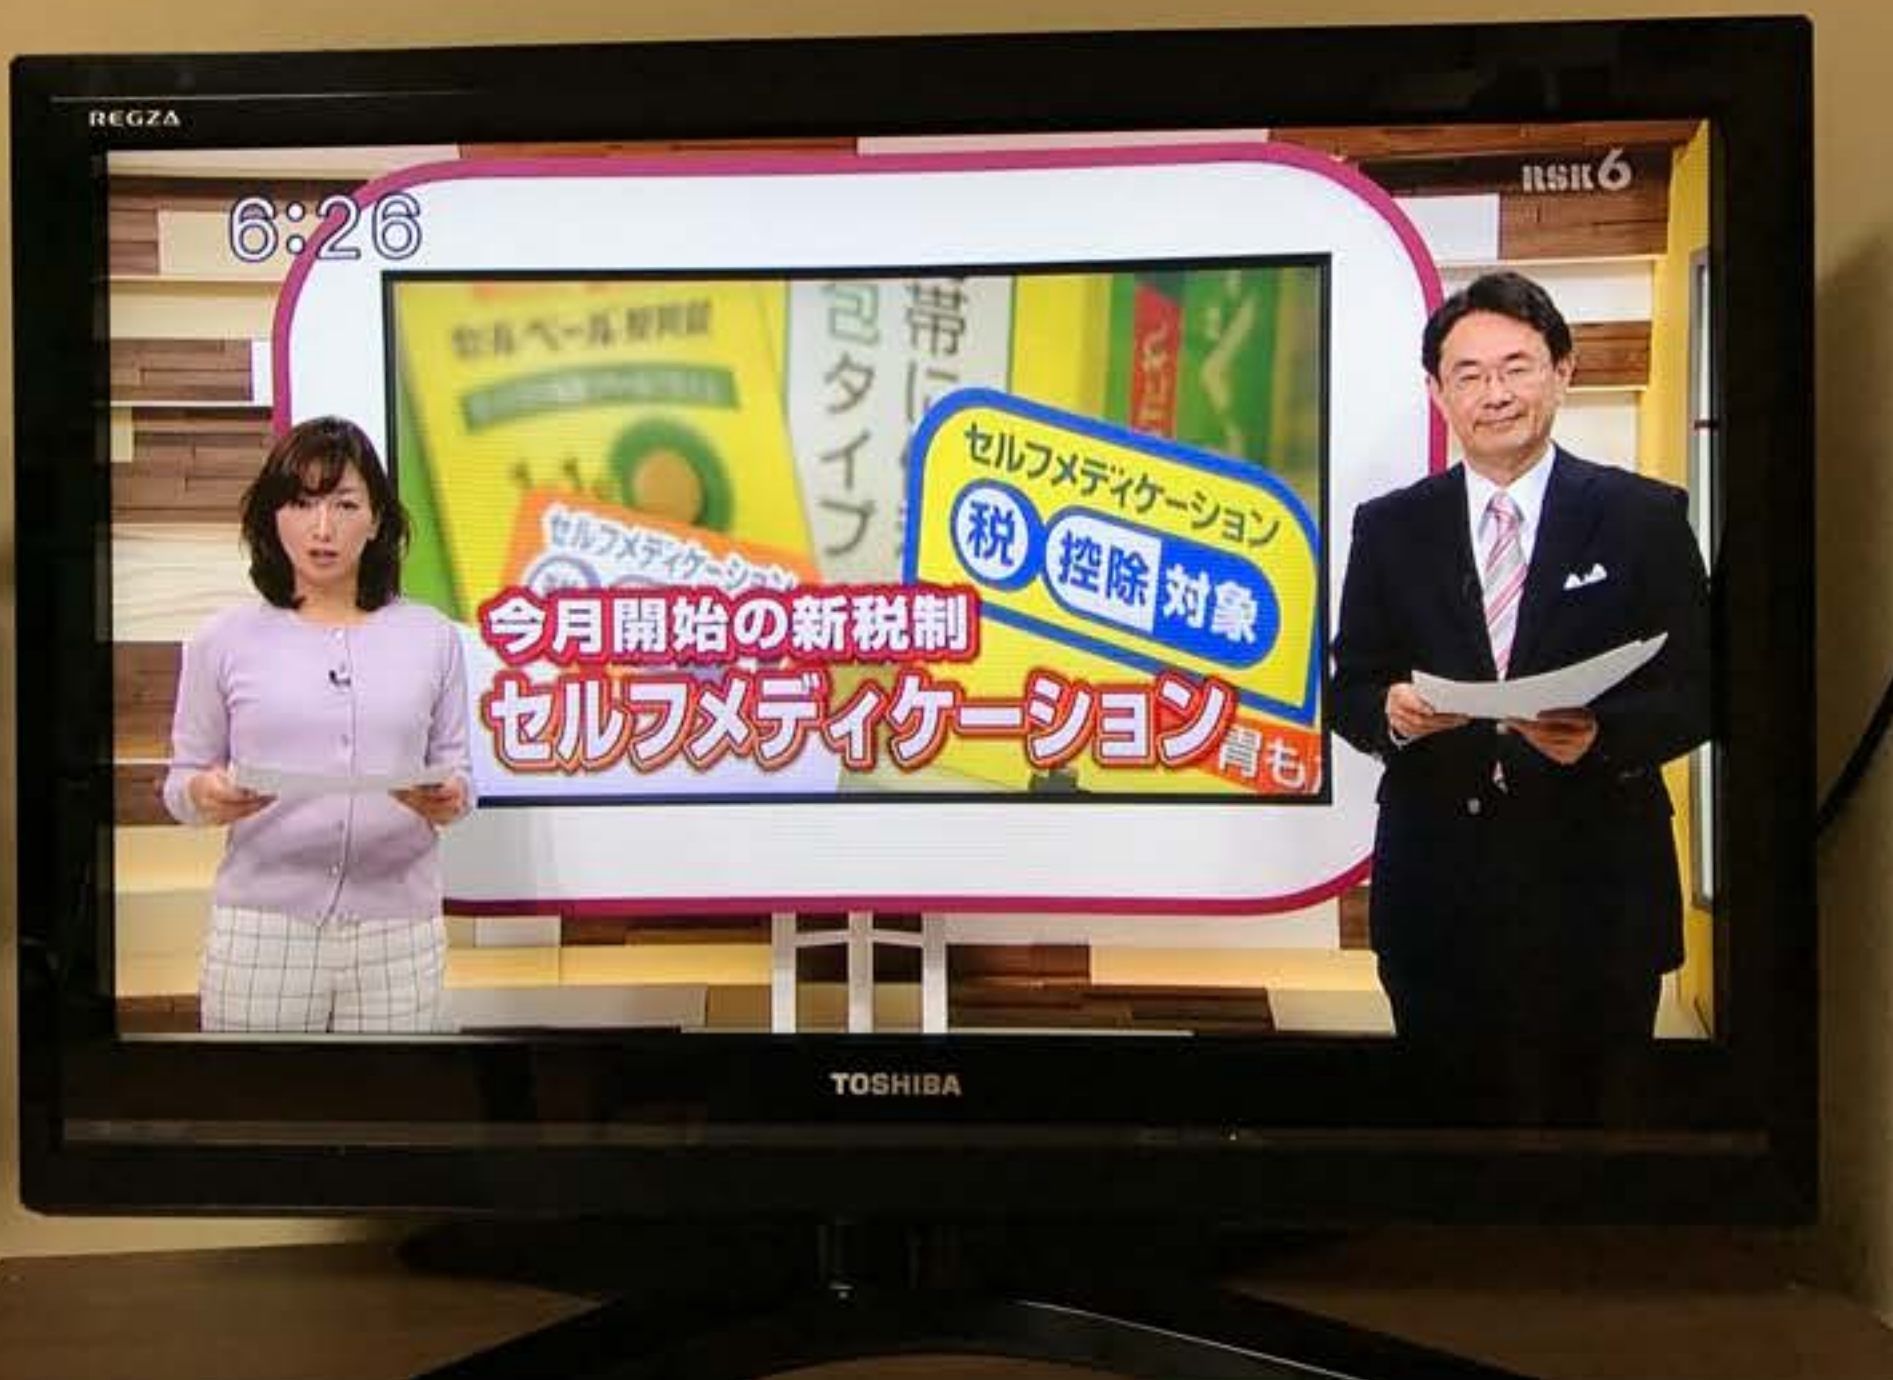 REGZA
6:26
RSK6
セルベール整胃錠
帯に
包タイプ
セルフメディケーション
税 控除 対象
セルフメディケーション
今月開始の新税制
セルフメディケーション
胃も
TOSHIBA